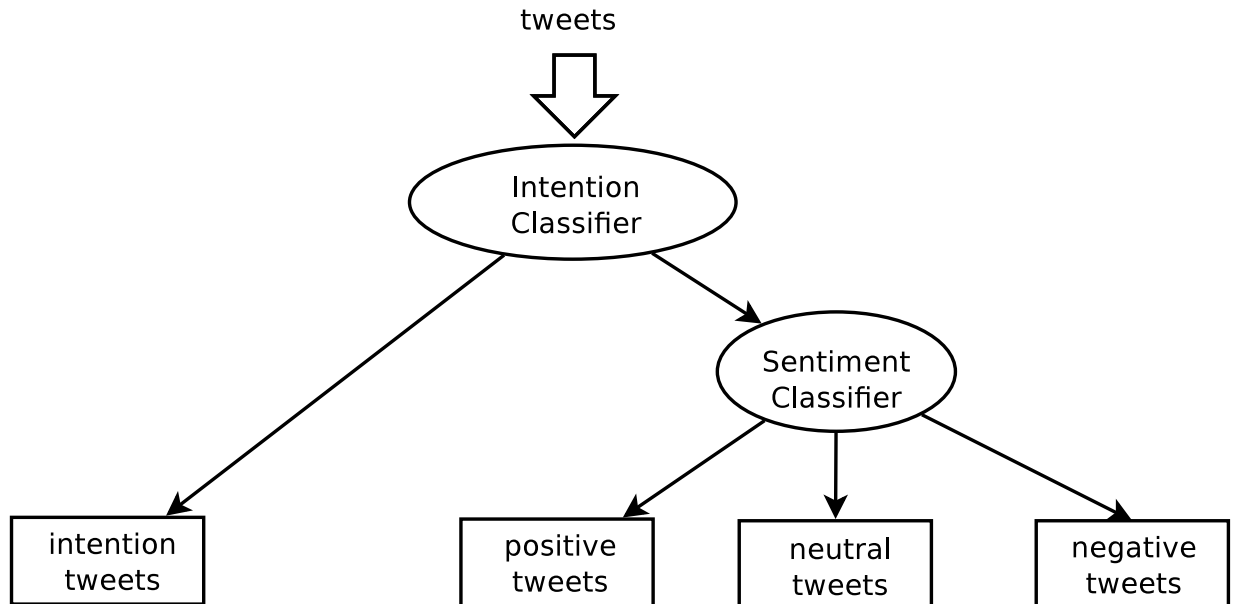 tweets
Intention
Classifier
Sentiment
Classifier
intention
tweets
positive
tweets
neutral
tweets
negative
tweets